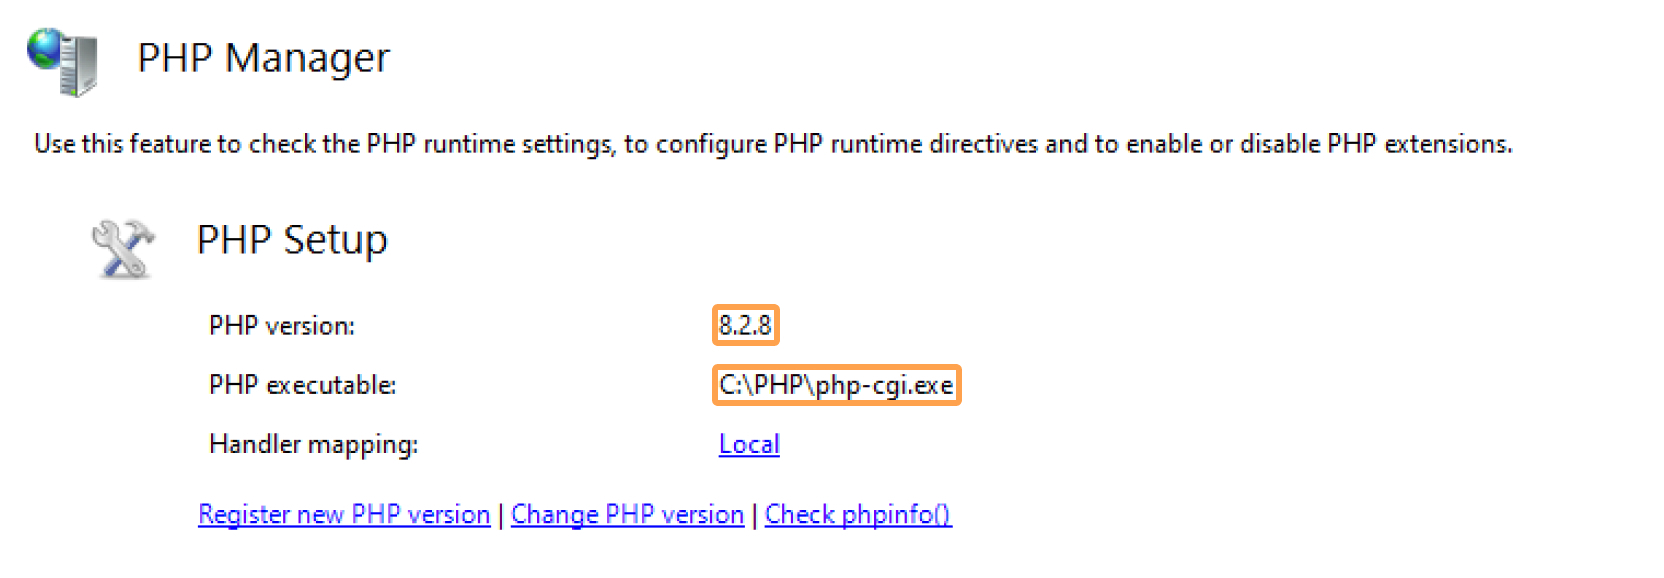 PHP Manager
Use this feature to check the PHP runtime settings, to configure PHP runtime directives and to enable or disable PHP extensions.
PHP Setup
PHP version: 8.2.8
PHP executable: C:\PHP\php-cgi.exe
Handler mapping: Local
Register new PHP version | Change PHP version | Check phpinfo()